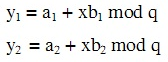 y₁ = a₁ + xb₁ mod q
y₂ = a₂ + xb₂ mod q